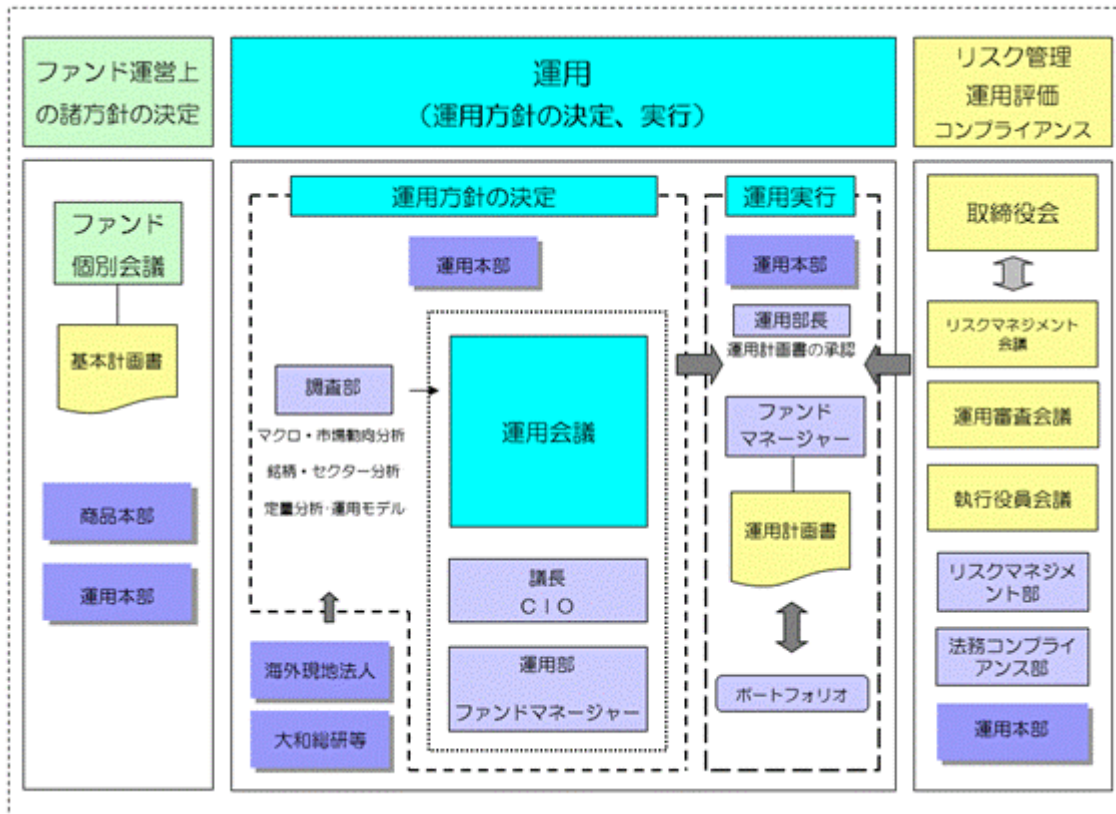 ファンド運営上
の諸方針の決定
運用
（運用方針の決定、実行）
リスク管理
運用評価
コンプライアンス
ファンド
個別会議
基本計画書
商品本部
運用本部
運用方針の決定
運用本部
調査部
マクロ・市場動向分析
銘柄・セクター分析
定量分析・運用モデル
海外現地法人
大和総研等
運用会議
議長
ＣＩＯ
運用部
ファンドマネージャー
運用実行
運用本部
運用部長
運用計画書の承認
ファンド
マネージャー
運用計画書
ポートフォリオ
取締役会
リスクマネジメント
会議
運用審査会議
執行役員会議
リスクマネジメ
ント部
法務コンプライ
アンス部
運用本部